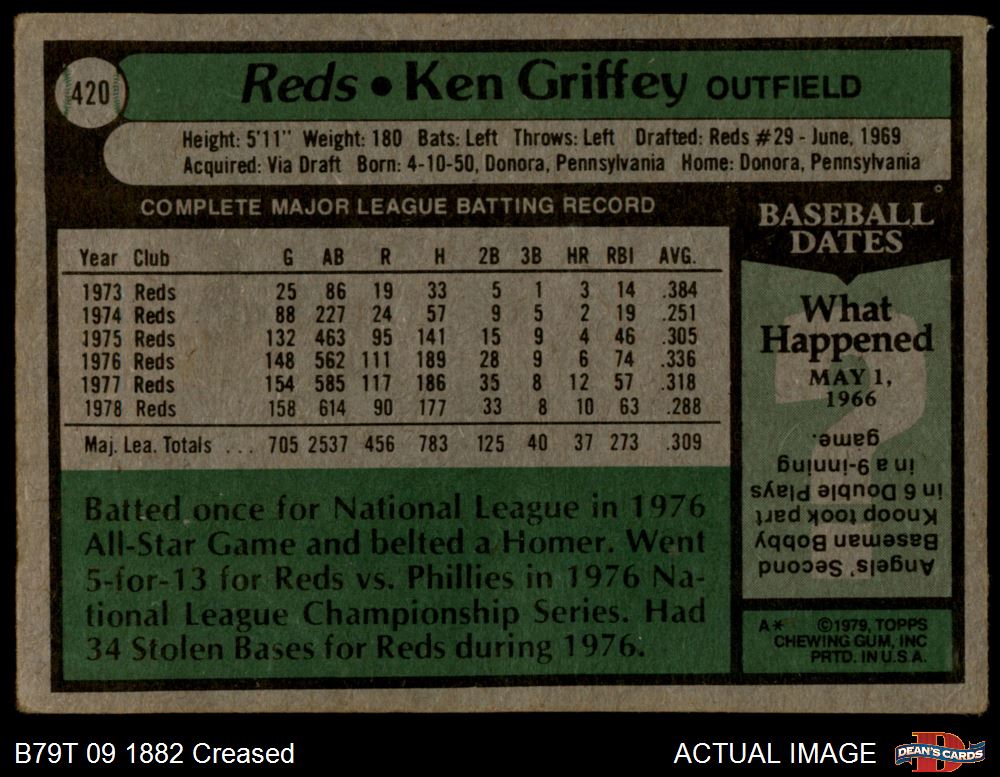 420
Reds • Ken Griffey OUTFIELD
Height: 5'11" Weight: 180 Bats: Left Throws: Left Drafted: Reds #29 - June, 1969
Acquired: Via Draft Born: 4-10-50, Donora, Pennsylvania Home: Donora, Pennsylvania
COMPLETE MAJOR LEAGUE BATTING RECORD
Year Club G AB R H 2B 3B HR RBI AVG.
1973 Reds 25 86 19 33 5 1 3 14 .384
1974 Reds 88 227 24 57 9 5 2 19 .251
1975 Reds 132 463 95 141 15 9 4 46 .305
1976 Reds 148 562 111 189 28 9 6 74 .336
1977 Reds 154 585 117 186 35 8 12 57 .318
1978 Reds 158 614 90 177 33 8 10 63 .288
Maj. Lea. Totals . . . 705 2537 456 783 125 40 37 273 .309
Batted once for National League in 1976
All-Star Game and belted a Homer. Went
5-for-13 for Reds vs. Phillies in 1976 Na-
tional League Championship Series. Had
34 Stolen Bases for Reds during 1976.
BASEBALL
DATES
What
Happened
MAY 1,
1966
?
Angels' Second
Baseman Bobby
Knoop took part
in 6 Double Plays
in a 9-inning
game.
A* ©1979, TOPPS
CHEWING GUM, INC
PRTD. IN U.S.A.
B79T 09 1882 Creased
ACTUAL IMAGE
DEAN'S CARDS